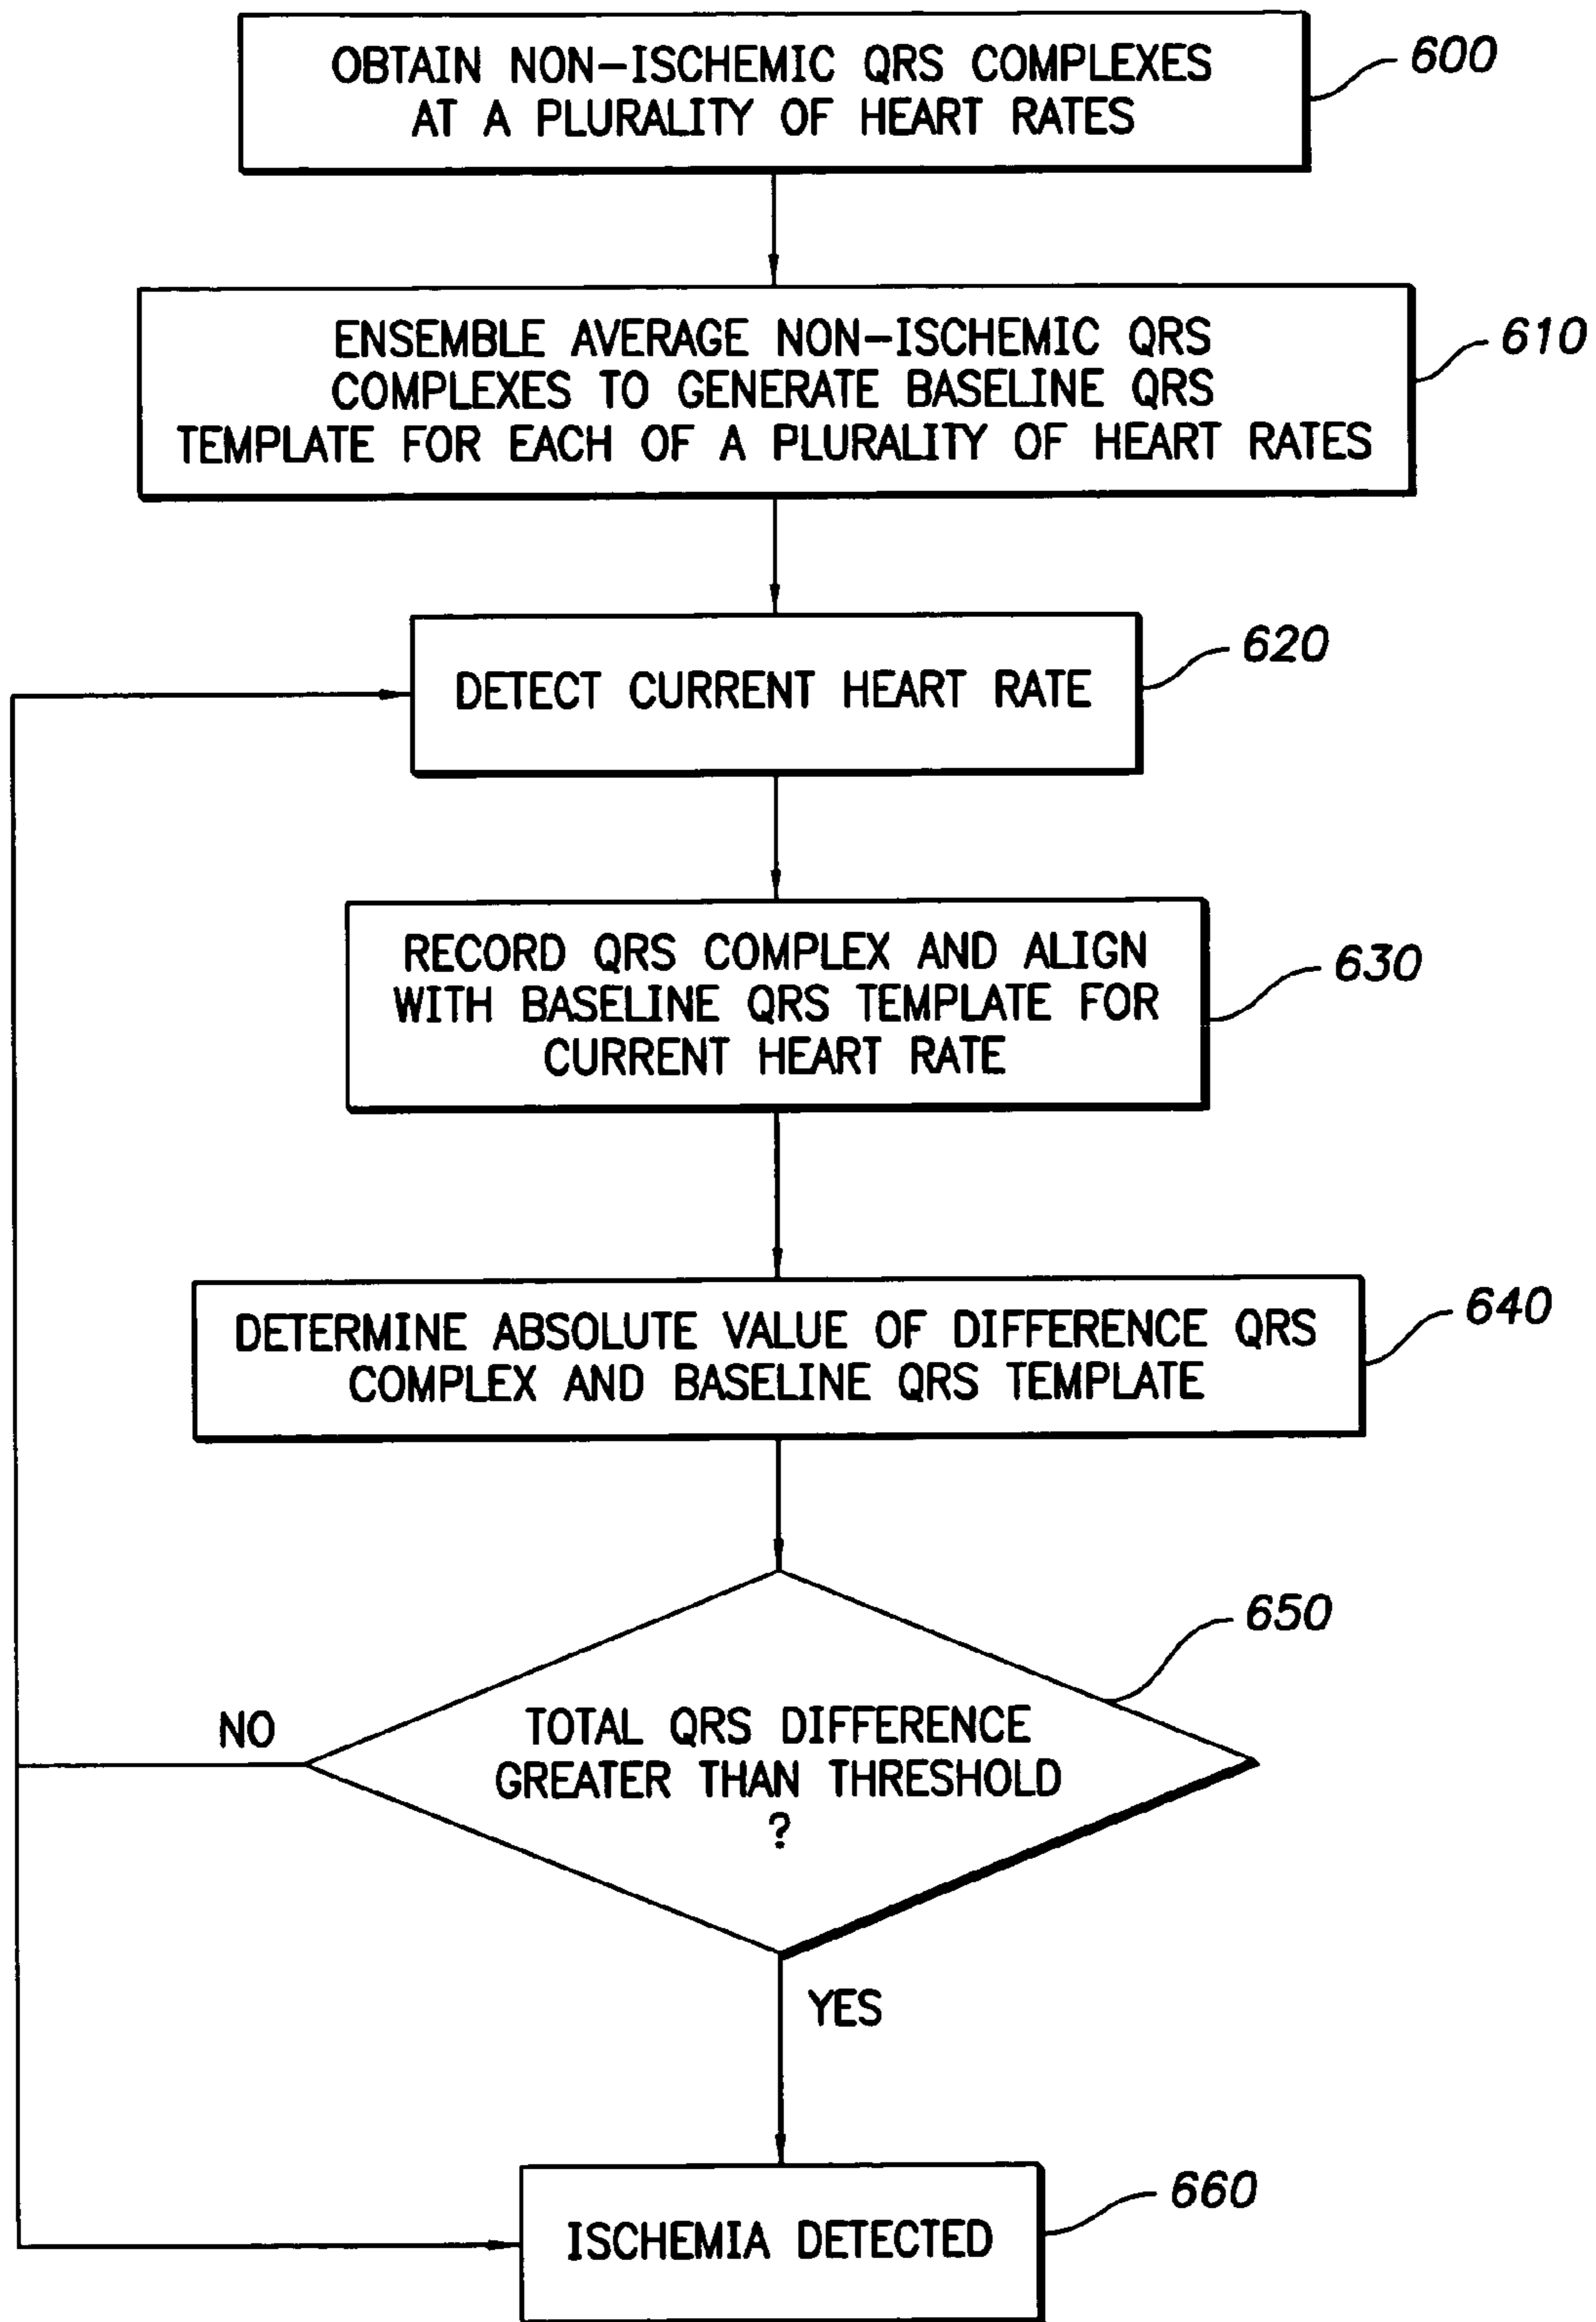 OBTAIN NON-ISCHEMIC QRS COMPLEXES
AT A PLURALITY OF HEART RATES
600
ENSEMBLE AVERAGE NON-ISCHEMIC QRS
COMPLEXES TO GENERATE BASELINE QRS
TEMPLATE FOR EACH OF A PLURALITY OF HEART RATES
610
DETECT CURRENT HEART RATE
620
RECORD QRS COMPLEX AND ALIGN
WITH BASELINE QRS TEMPLATE FOR
CURRENT HEART RATE
630
DETERMINE ABSOLUTE VALUE OF DIFFERENCE QRS
COMPLEX AND BASELINE QRS TEMPLATE
640
TOTAL QRS DIFFERENCE
GREATER THAN THRESHOLD
?
650
NO
YES
ISCHEMIA DETECTED
660